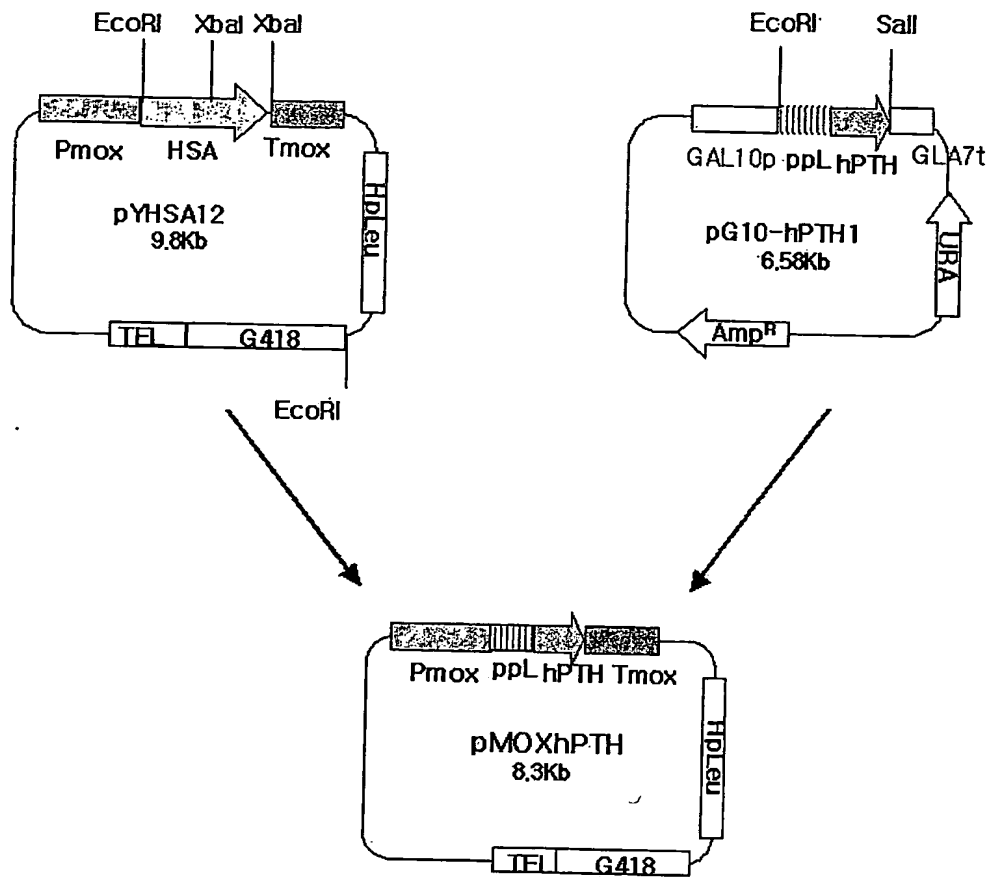 EcoRI XbaI XbaI
Pmox HSA Tmox
pYHSA12
9.8Kb
HpLeu
TEL G418
EcoRI
EcoRI SalI
GAL10p ppL hPTH GLA7t
pG10-hPTH1
6.58Kb
URA
Amp^R
Pmox ppL hPTH Tmox
pMOXhPTH
8.3Kb
HpLeu
TEL G418